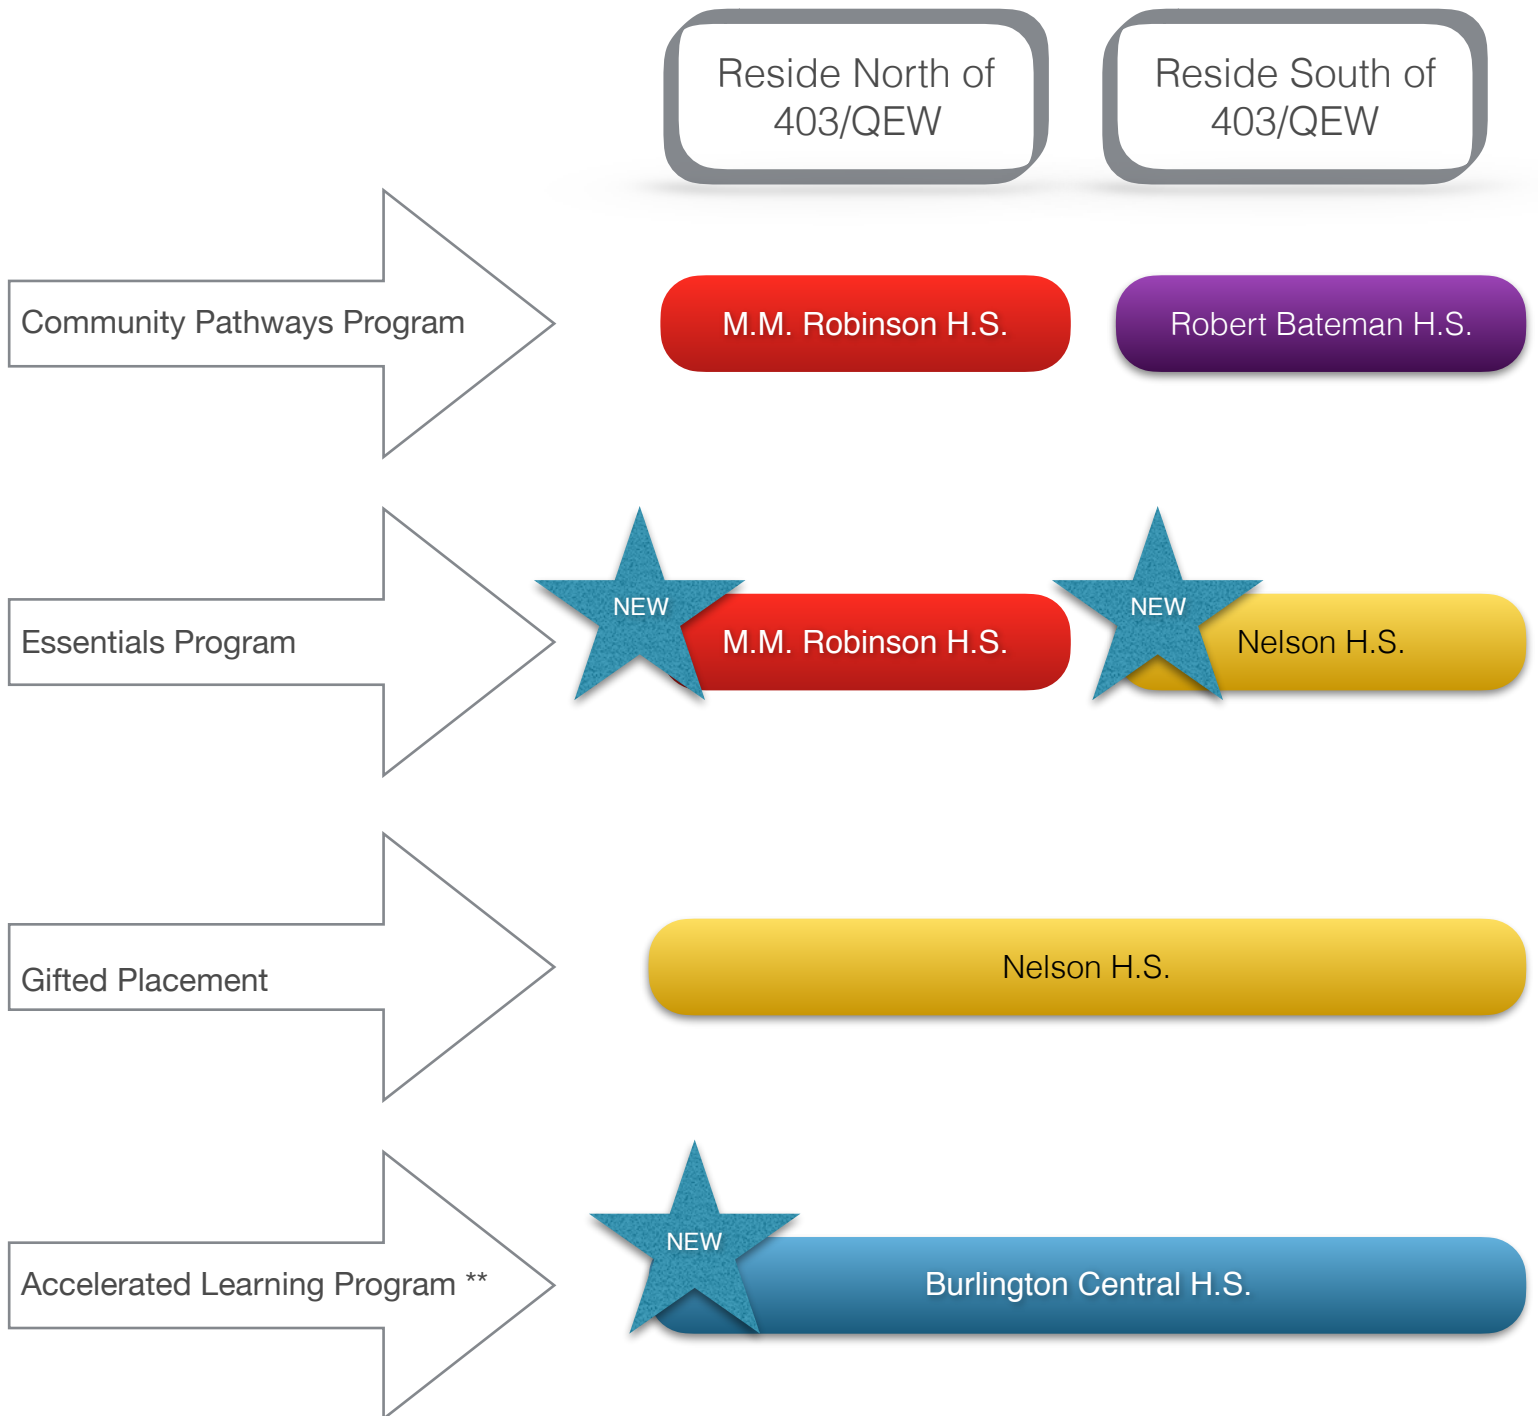 Reside North of
403/QEW
Reside South of
403/QEW
Community Pathways Program
M.M. Robinson H.S.
Robert Bateman H.S.
Essentials Program
NEW
M.M. Robinson H.S.
NEW
Nelson H.S.
Gifted Placement
Nelson H.S.
Accelerated Learning Program **
NEW
Burlington Central H.S.